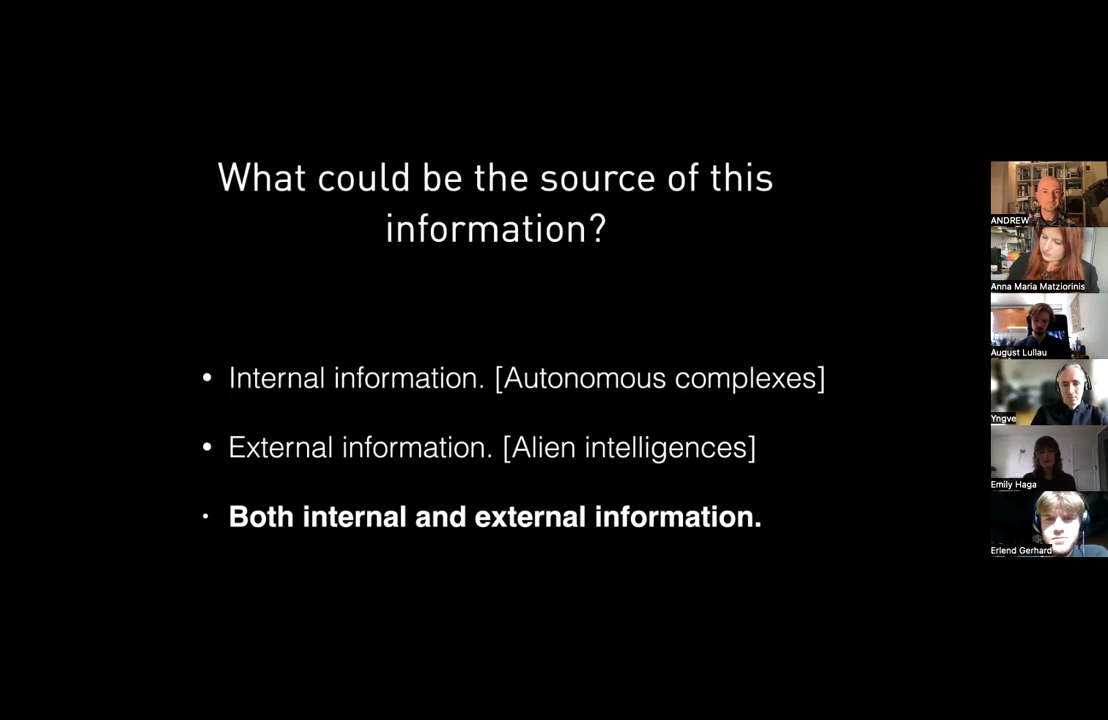 What could be the source of this
information?
• Internal information. [Autonomous complexes]
• External information. [Alien intelligences]
• Both internal and external information.
ANDREW
Anna Maria Matziorinis
August Lullau
Yngve
Emily Haga
Erlend Gerhard